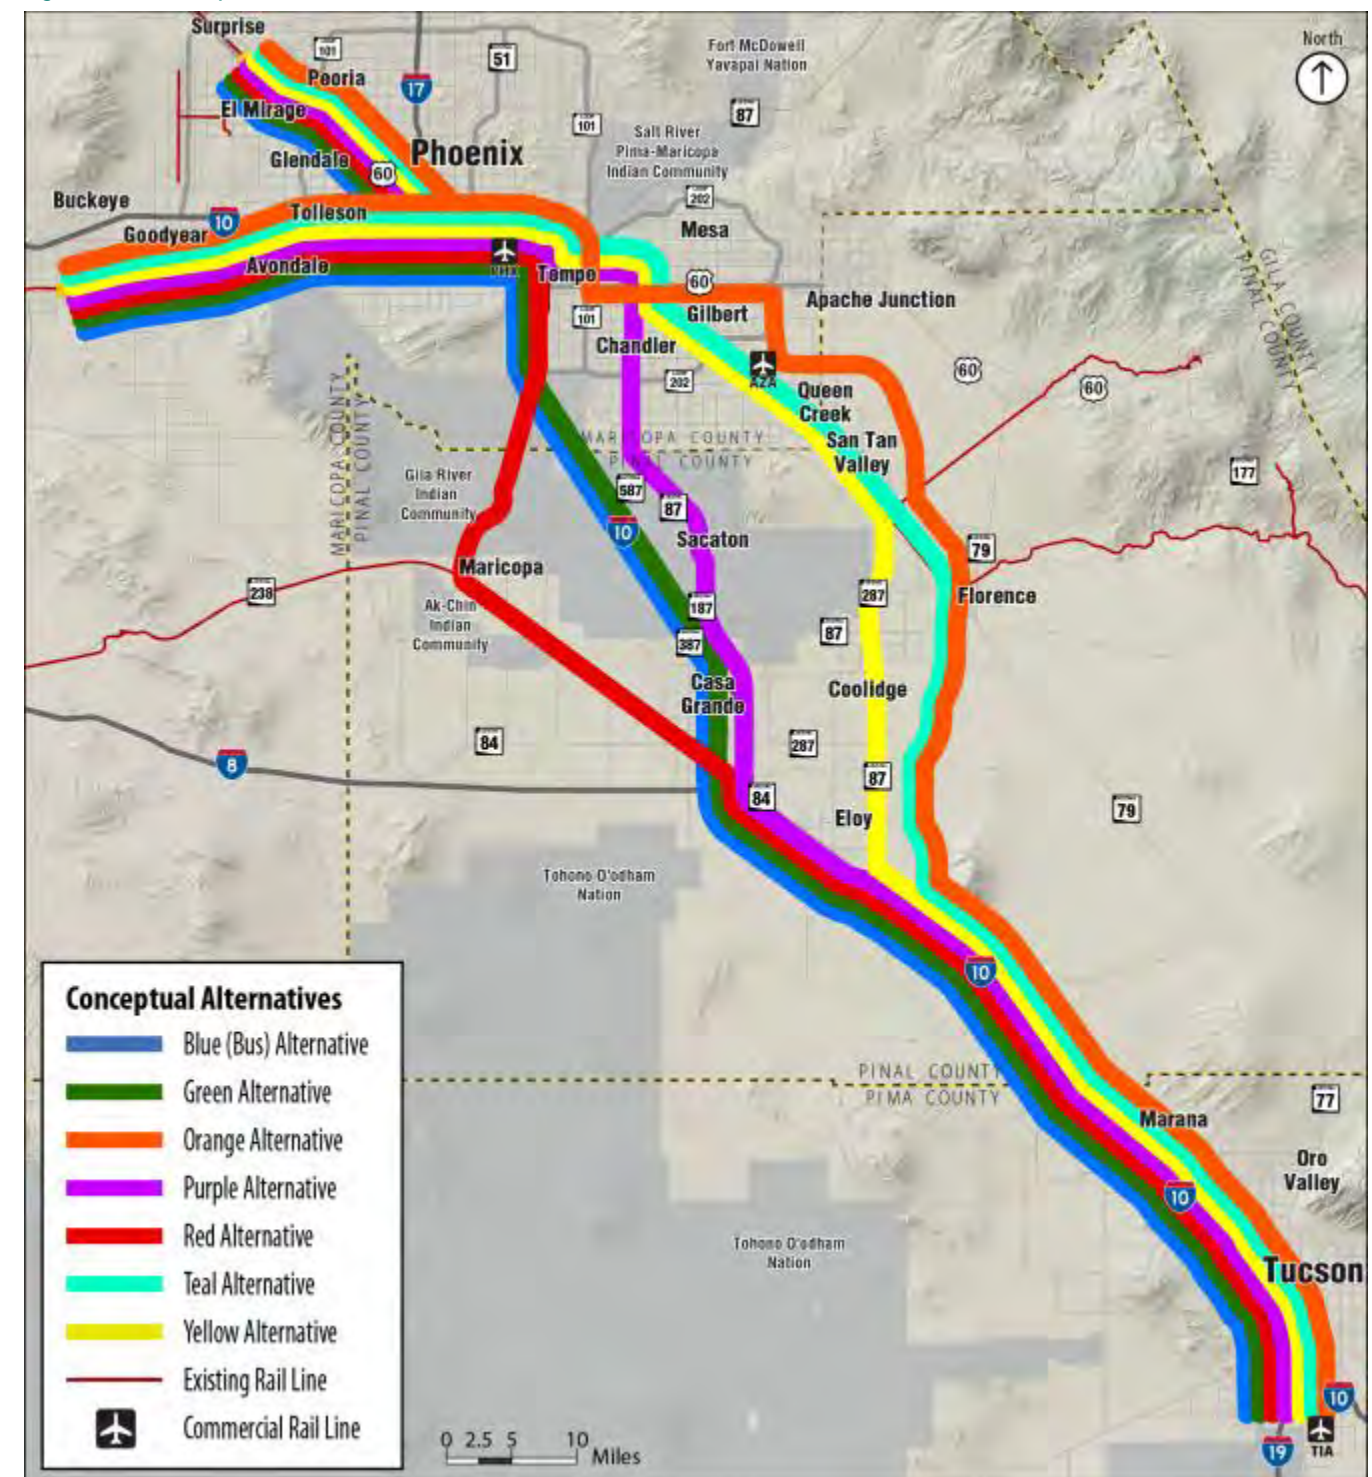 Surprise
101
Peoria
17
51
Fort McDowell
Yavapai Nation
87
North
El Mirage
101
Salt River
Pima-Maricopa
Indian Community
Glendale
60
Phoenix
Buckeye
10
Tolleson
202
Goodyear
Mesa
Avondale
PHX
Tempe
60
GILA COUNTY
PINAL COUNTY
Apache Junction
101
Gilbert
Chandler
202
AZA
60
60
Queen
Creek
MARICOPA COUNTY
PINAL COUNTY
MARICOPA COUNTY
PINAL COUNTY
San Tan
Valley
177
Gila River
Indian
Community
587
87
10
Sacaton
79
Maricopa
238
287
Florence
Ak-Chin
Indian
Community
187
87
387
Casa
Grande
Coolidge
84
287
8
87
84
79
Eloy
Tohono O'odham
Nation
10
PINAL COUNTY
PIMA COUNTY
77
Marana
Oro
Valley
10
Tohono O'odham
Nation
Tucson
10
19
TIA
Conceptual Alternatives
Blue (Bus) Alternative
Green Alternative
Orange Alternative
Purple Alternative
Red Alternative
Teal Alternative
Yellow Alternative
Existing Rail Line
Commercial Rail Line
0 2.5 5 10
Miles